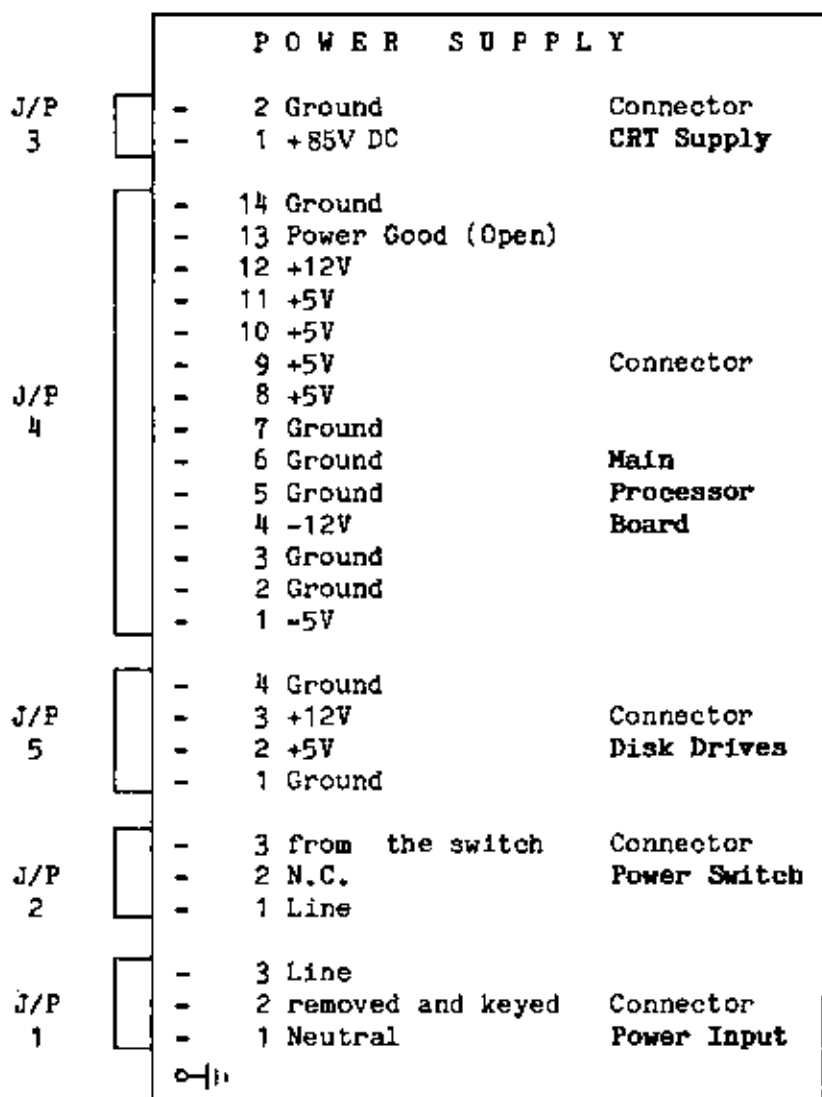 P O W E R   S U P P L Y
J/P - 2 Ground Connector
3 - 1 +85V DC CRT Supply
- 14 Ground
- 13 Power Good (Open)
- 12 +12V
- 11 +5V
- 10 +5V
- 9 +5V Connector
J/P - 8 +5V
4 - 7 Ground
- 6 Ground Main
- 5 Ground Processor
- 4 -12V Board
- 3 Ground
- 2 Ground
- 1 -5V
- 4 Ground
J/P - 3 +12V Connector
5 - 2 +5V Disk Drives
- 1 Ground
- 3 from the switch Connector
J/P - 2 N.C. Power Switch
2 - 1 Line
- 3 Line
J/P - 2 removed and keyed Connector
1 - 1 Neutral Power Input